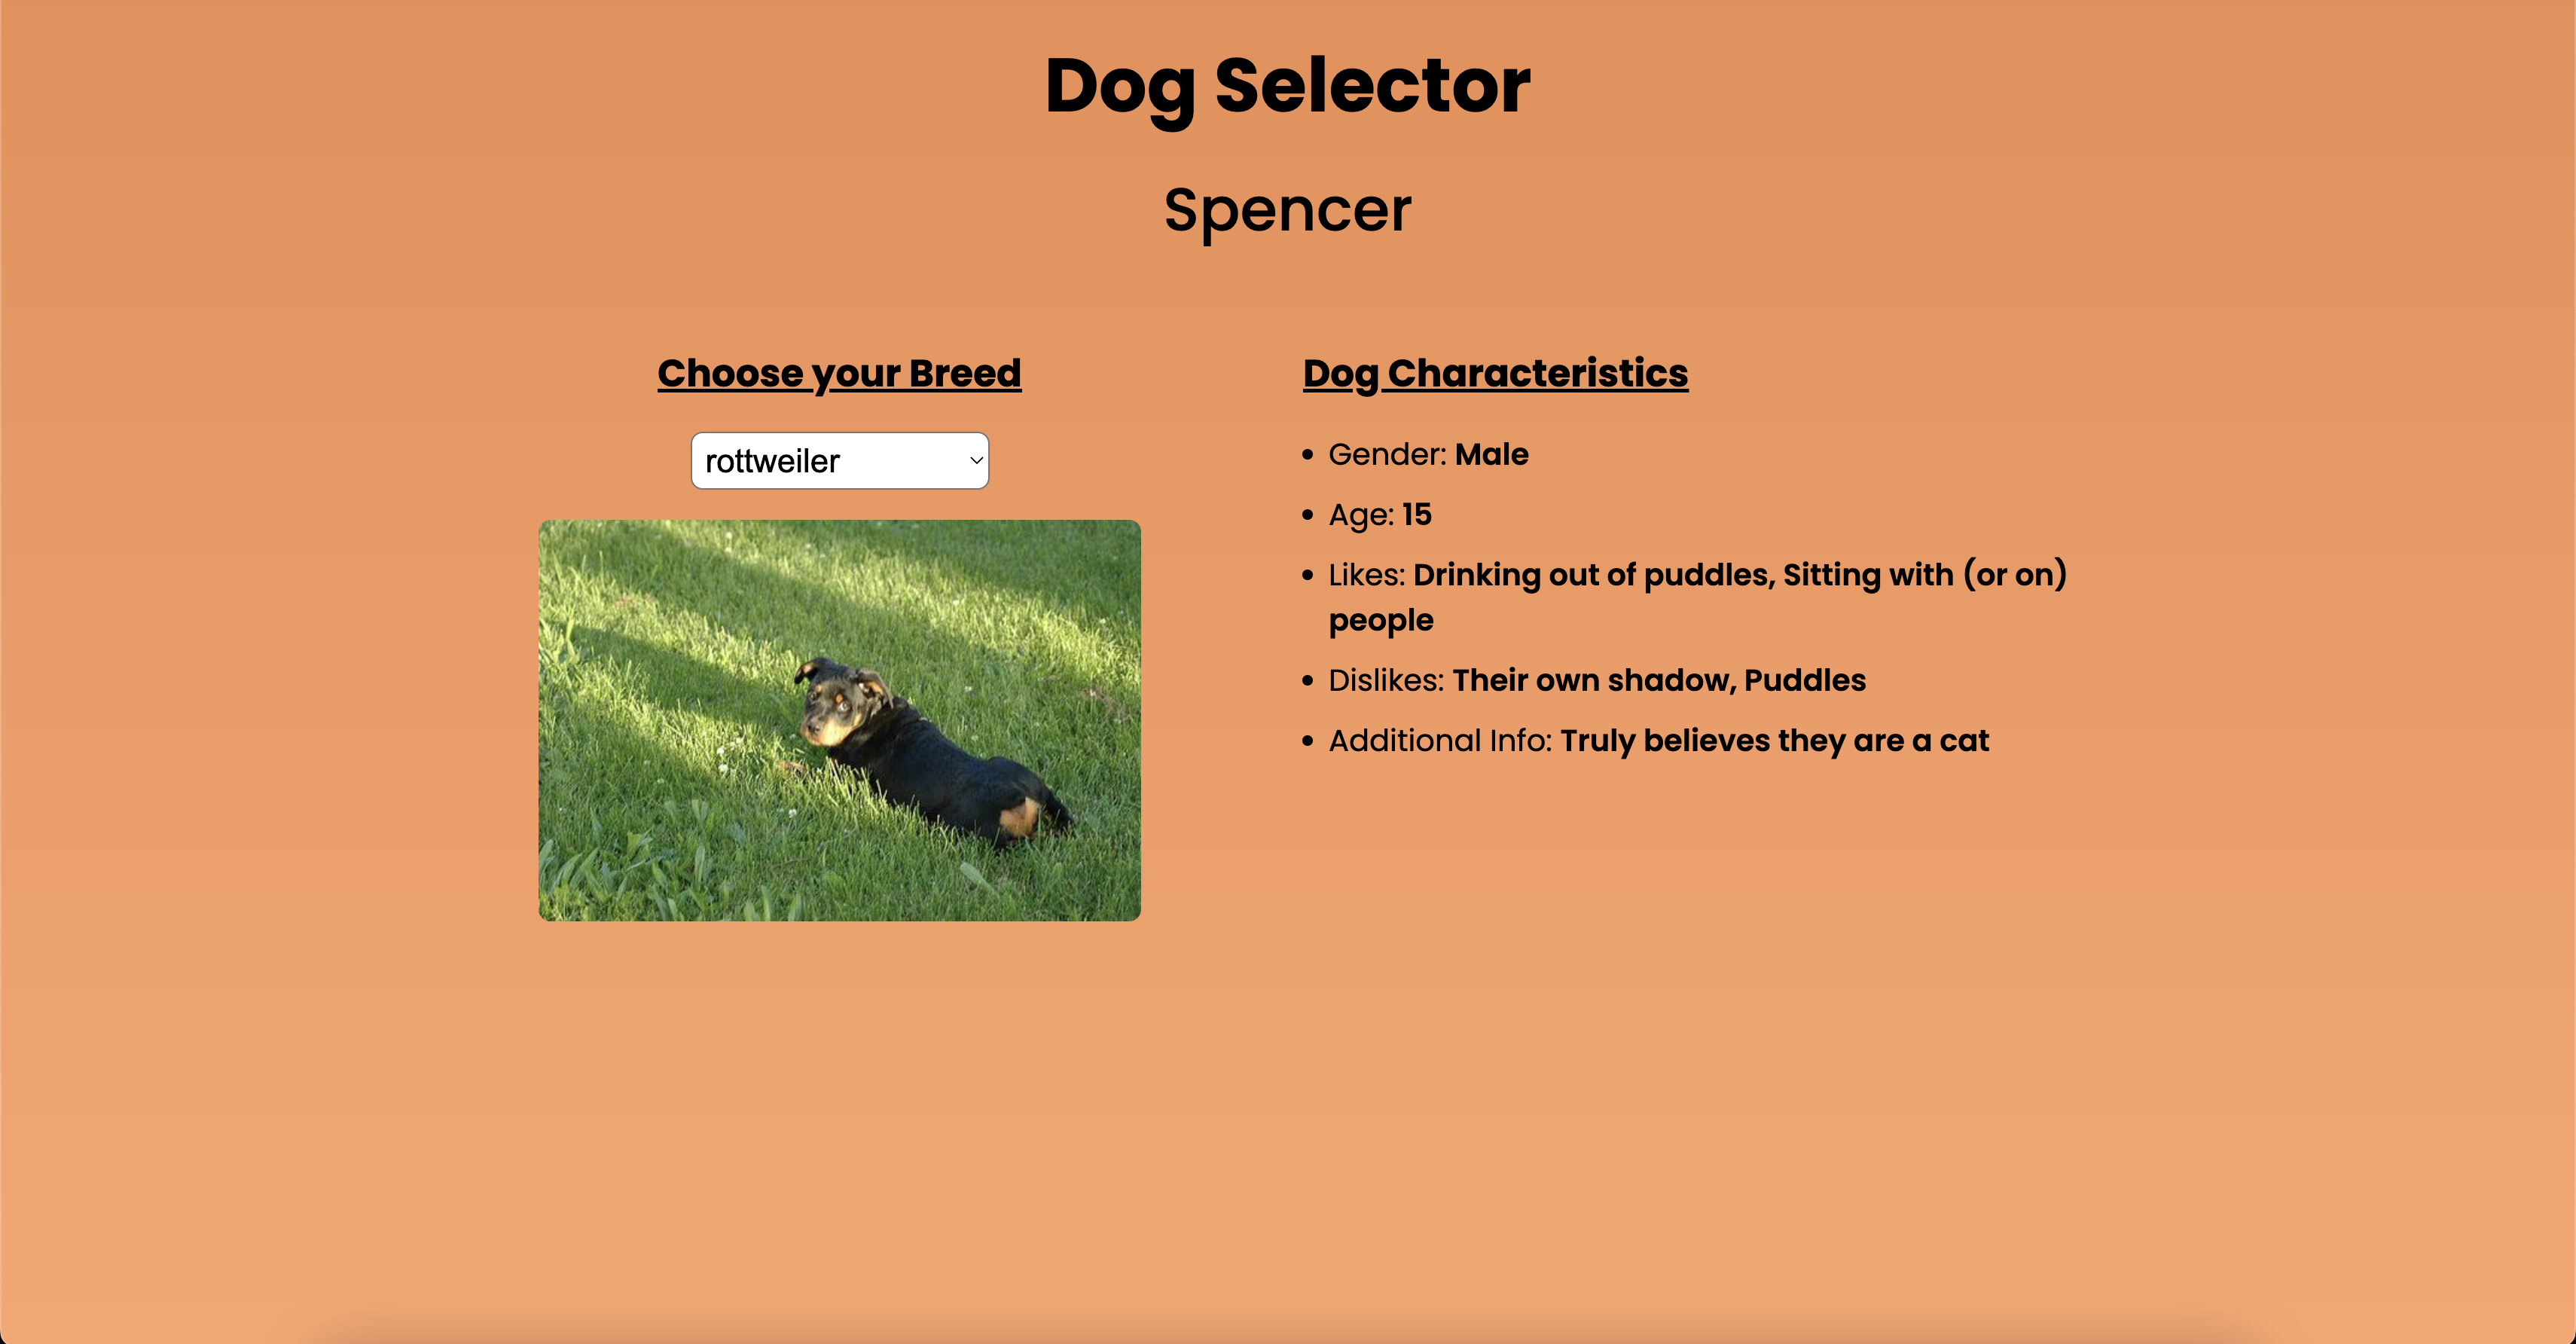 Dog Selector
Spencer
Choose your Breed
rottweiler
Dog Characteristics
Gender: Male
Age: 15
Likes: Drinking out of puddles, Sitting with (or on)
people
Dislikes: Their own shadow, Puddles
Additional Info: Truly believes they are a cat